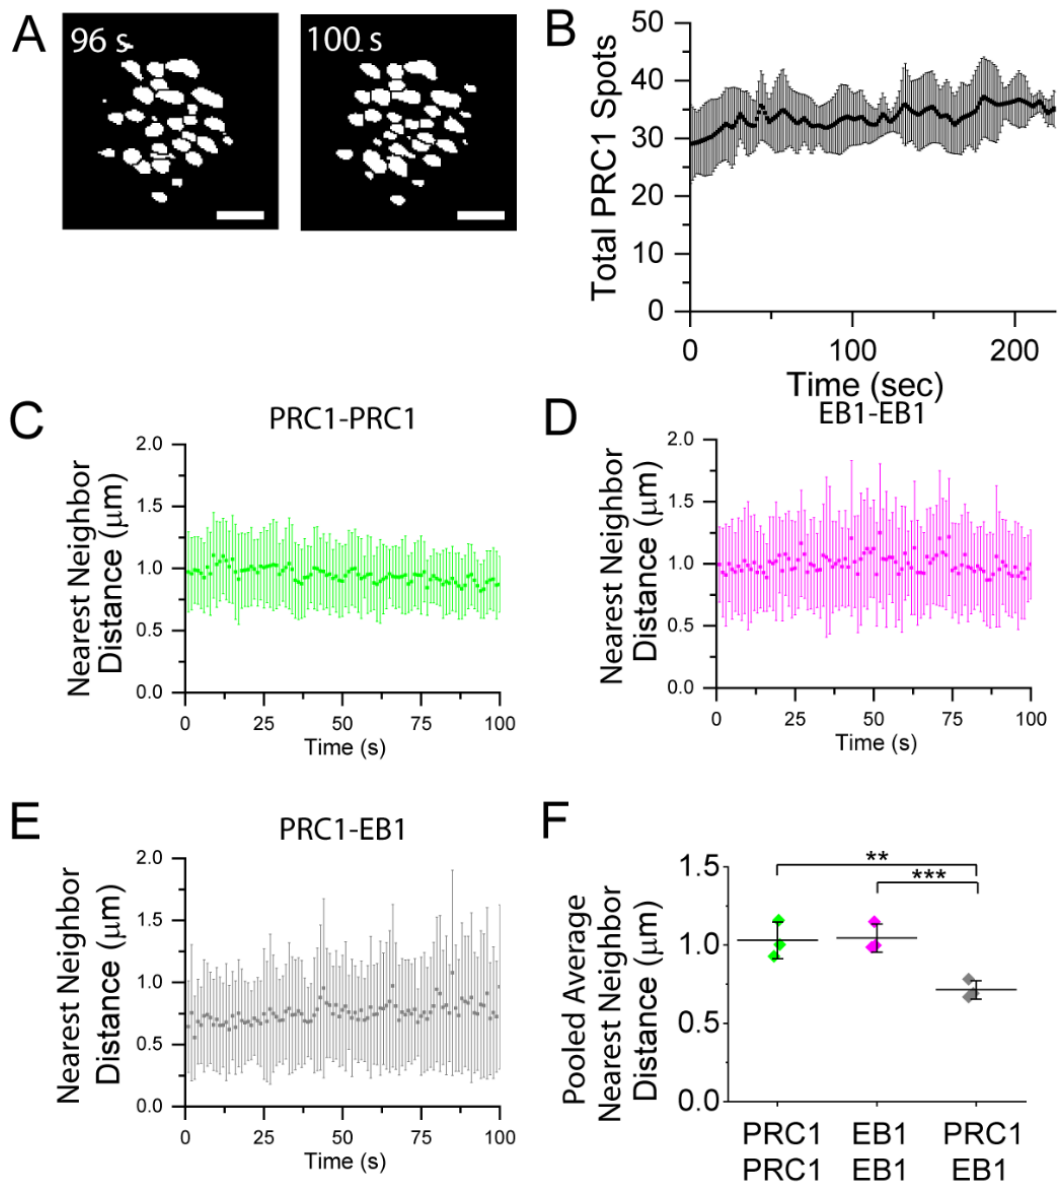 A
96 s
100 s
B
Total PRC1 Spots
50
40
30
20
10
0
0
100
200
Time (sec)
C
PRC1-PRC1
Nearest Neighbor
Distance (μm)
2.0
1.5
1.0
0.5
0.0
0
25
50
75
100
Time (s)
D
EB1-EB1
Nearest Neighbor
Distance (μm)
2.0
1.5
1.0
0.5
0.0
0
25
50
75
100
Time (s)
E
PRC1-EB1
Nearest Neighbor
Distance (μm)
2.0
1.5
1.0
0.5
0.0
0
25
50
75
100
Time (s)
F
Pooled Average
Nearest Neighbor
Distance (μm)
1.5
1.0
0.5
0.0
**
***
PRC1 EB1 PRC1
PRC1 EB1 EB1